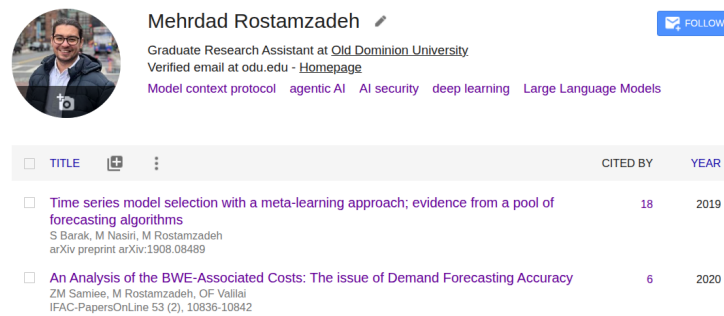 Mehrdad Rostamzadeh
FOLLOW
Graduate Research Assistant at Old Dominion University
Verified email at odu.edu - Homepage
Model context protocol agentic AI AI security deep learning Large Language Models
TITLE CITED BY YEAR
Time series model selection with a meta-learning approach; evidence from a pool of 18 2019
forecasting algorithms
S Barak, M Nasiri, M Rostamzadeh
arXiv preprint arXiv:1908.08489
An Analysis of the BWE-Associated Costs: The issue of Demand Forecasting Accuracy 6 2020
ZM Samiee, M Rostamzadeh, OF Valilai
IFAC-PapersOnLine 53 (2), 10836-10842